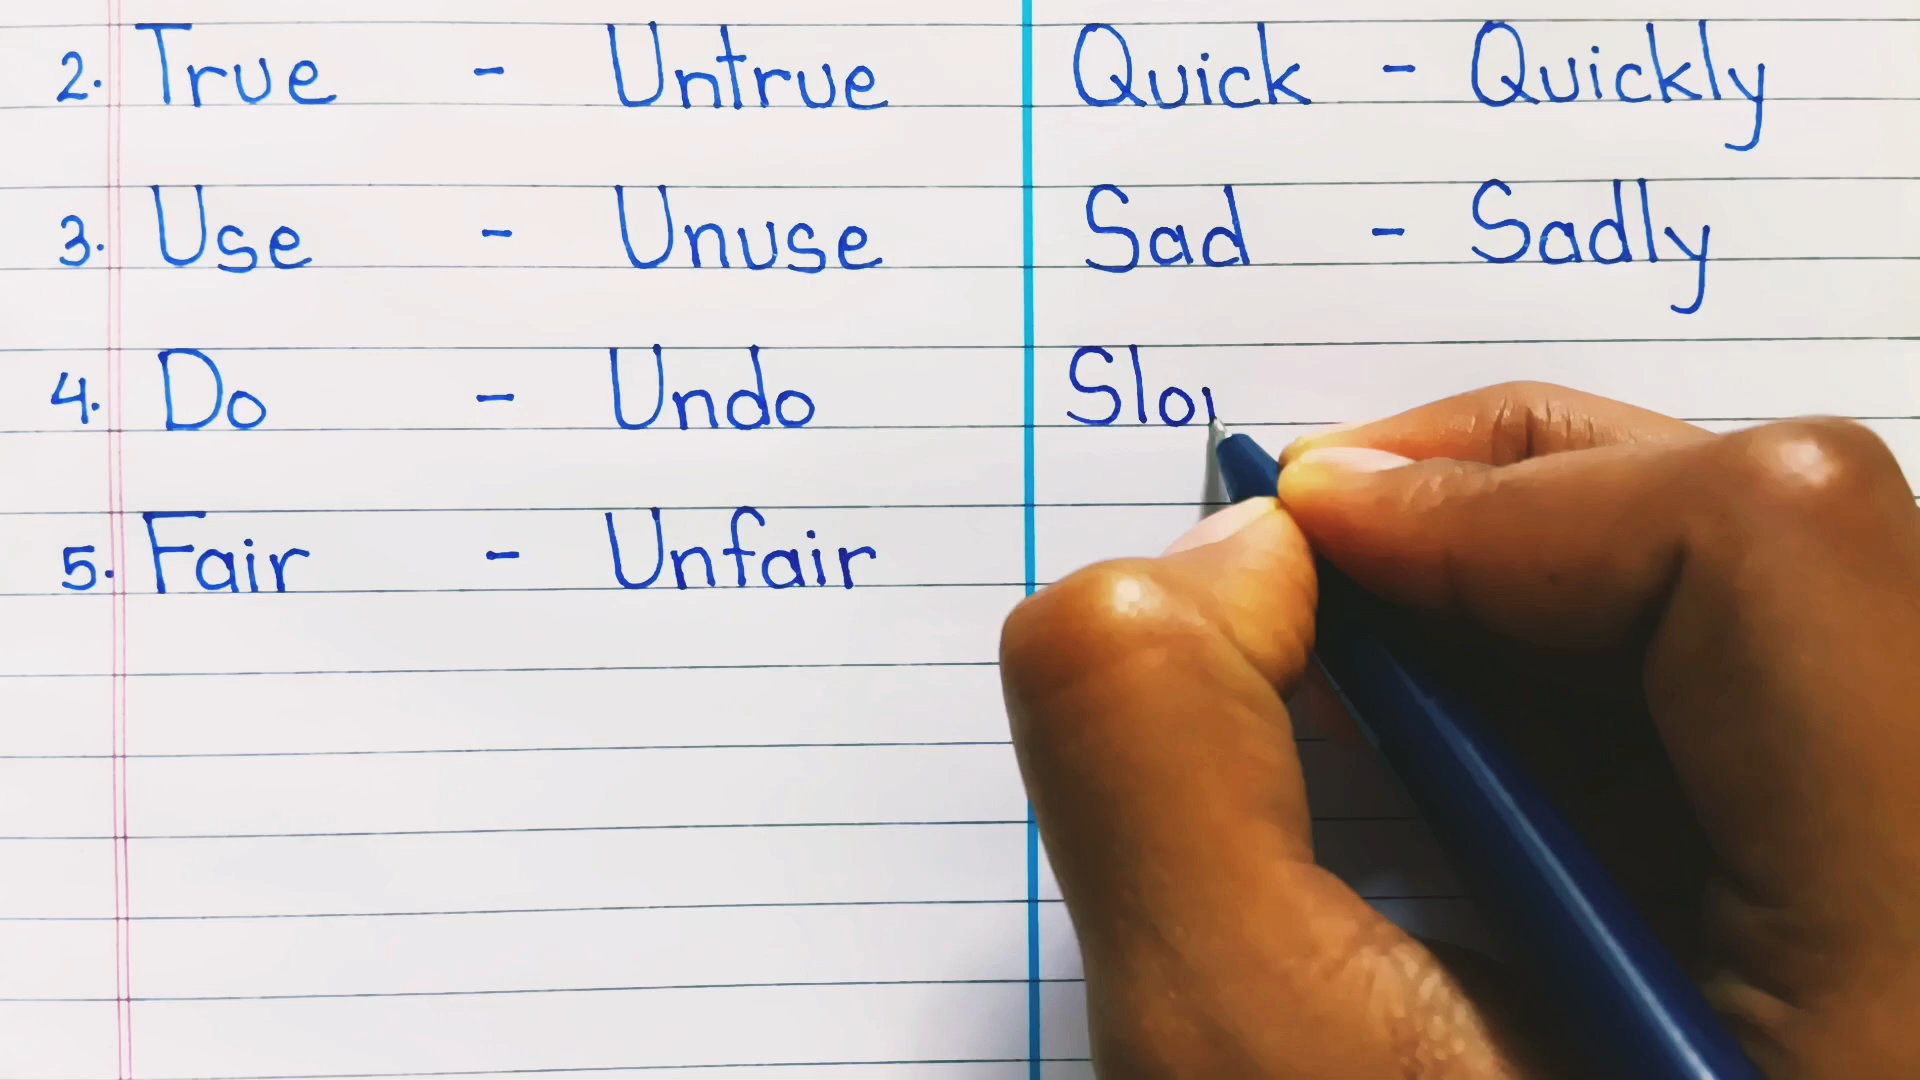 2. True - Untrue Quick - Quickly
3. Use - Unuse Sad - Sadly
4. Do - Undo
5. Fair - Unfair